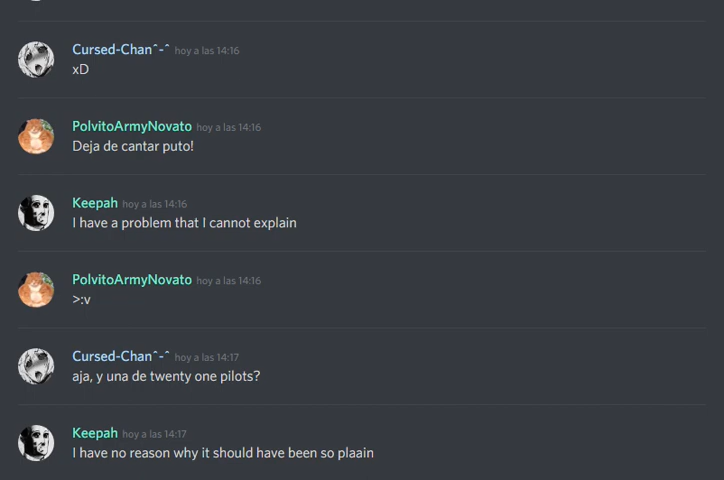 Cursed-Chan^-^ hoy a las 14:16
xD
PolvitoArmyNovato hoy a las 14:16
Deja de cantar puto!
Keepah hoy a las 14:16
I have a problem that I cannot explain
PolvitoArmyNovato hoy a las 14:16
>:v
Cursed-Chan^-^ hoy a las 14:17
aja, y una de twenty one pilots?
Keepah hoy a las 14:17
I have no reason why it should have been so plaain